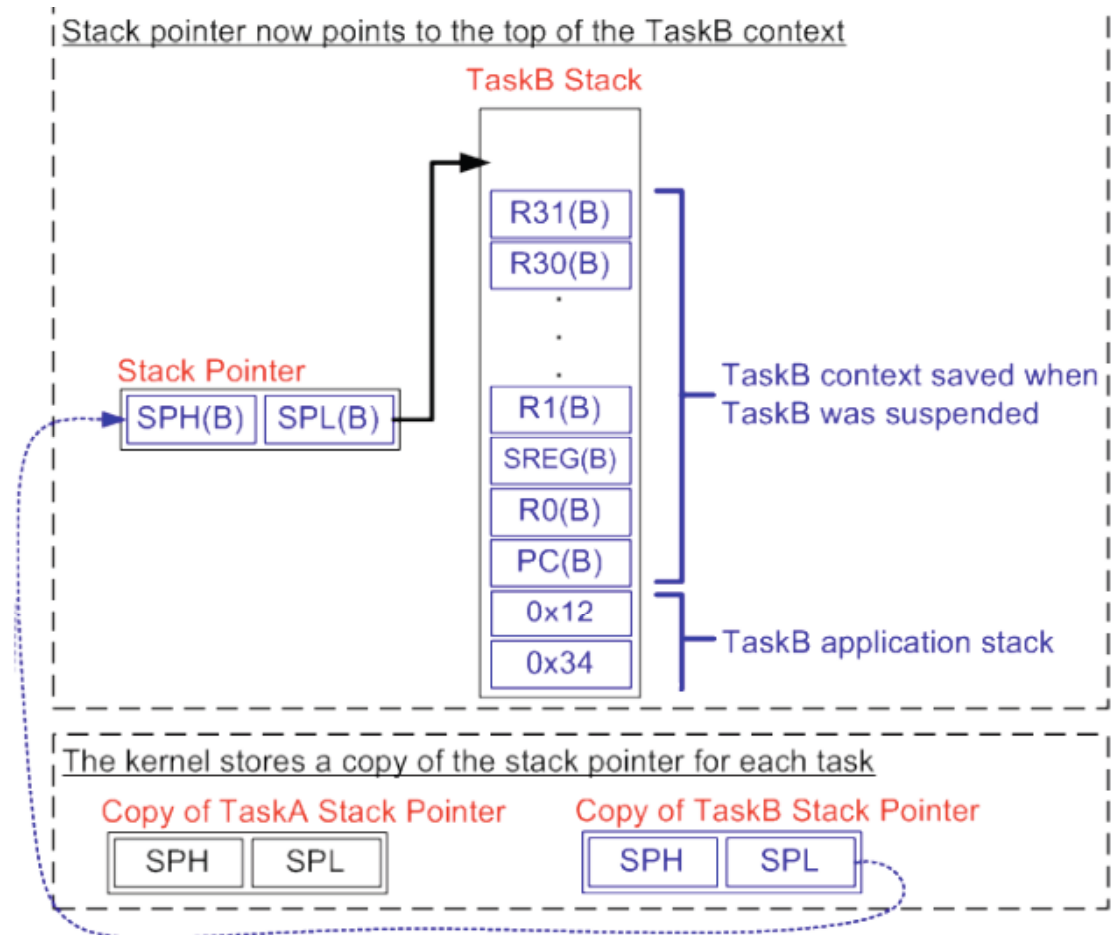 Stack pointer now points to the top of the TaskB context
TaskB Stack
R31(B)
R30(B)
.
.
.
Stack Pointer
SPH(B) SPL(B)
R1(B)
SREG(B)
R0(B)
PC(B)
0x12
0x34
TaskB context saved when
TaskB was suspended
TaskB application stack
The kernel stores a copy of the stack pointer for each task
Copy of TaskA Stack Pointer
SPH SPL
Copy of TaskB Stack Pointer
SPH SPL